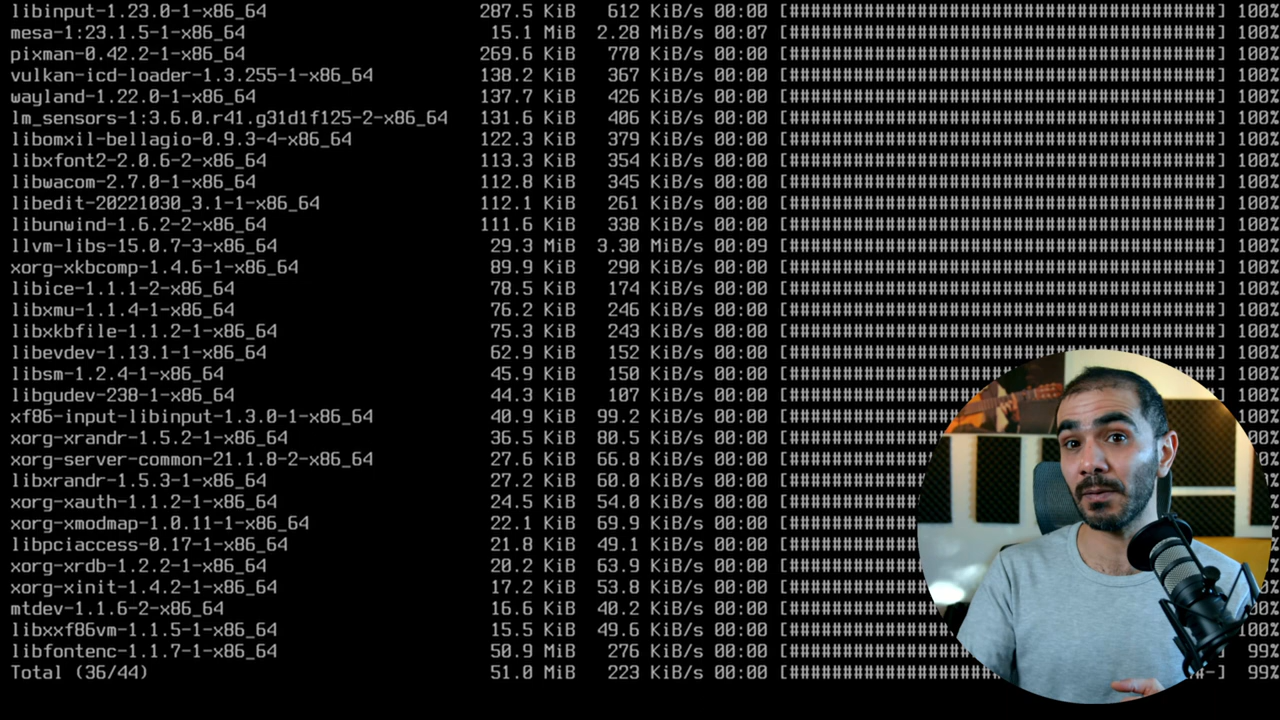 libinput-1.23.0-1-x86_64 287.5 KiB 612 KiB/s 00:00 [########################################] 100%
mesa-1:23.1.5-1-x86_64 15.1 MiB 2.28 MiB/s 00:07 [########################################] 100%
pixman-0.42.2-1-x86_64 269.6 KiB 770 KiB/s 00:00 [########################################] 100%
vulkan-icd-loader-1.3.255-1-x86_64 138.2 KiB 367 KiB/s 00:00 [########################################] 100%
wayland-1.22.0-1-x86_64 137.7 KiB 426 KiB/s 00:00 [########################################] 100%
lm_sensors-1:3.6.0.r41.g31d1f125-2-x86_64 131.6 KiB 406 KiB/s 00:00 [########################################] 100%
libomxil-bellagio-0.9.3-4-x86_64 122.3 KiB 379 KiB/s 00:00 [########################################] 100%
libxfont2-2.0.6-2-x86_64 113.3 KiB 354 KiB/s 00:00 [########################################] 100%
libwacom-2.7.0-1-x86_64 112.8 KiB 345 KiB/s 00:00 [########################################] 100%
libedit-20221030_3.1-1-x86_64 112.1 KiB 261 KiB/s 00:00 [########################################] 100%
libunwind-1.6.2-2-x86_64 111.6 KiB 338 KiB/s 00:00 [########################################] 100%
llvm-libs-15.0.7-3-x86_64 29.3 MiB 3.30 MiB/s 00:09 [########################################] 100%
xorg-xkbcomp-1.4.6-1-x86_64 89.9 KiB 290 KiB/s 00:00 [########################################] 100%
libice-1.1.1-2-x86_64 78.5 KiB 174 KiB/s 00:00 [########################################] 100%
libxmu-1.1.4-1-x86_64 76.2 KiB 246 KiB/s 00:00 [########################################] 100%
libxkbfile-1.1.2-1-x86_64 75.3 KiB 243 KiB/s 00:00 [########################################] 100%
libevdev-1.13.1-1-x86_64 62.9 KiB 152 KiB/s 00:00 [########################################] 100%
libsm-1.2.4-1-x86_64 45.9 KiB 150 KiB/s 00:00 [##################### 100%
libgudev-238-1-x86_64 44.3 KiB 107 KiB/s 00:00 [################ 100%
xf86-input-libinput-1.3.0-1-x86_64 40.9 KiB 99.2 KiB/s 00:00 [############### 100%
xorg-xrandr-1.5.2-1-x86_64 36.5 KiB 80.5 KiB/s 00:00 [##############
xorg-server-common-21.1.8-2-x86_64 27.6 KiB 66.8 KiB/s 00:00 [#############
libxrandr-1.5.3-1-x86_64 27.2 KiB 60.0 KiB/s 00:00 [############
xorg-xauth-1.1.2-1-x86_64 24.5 KiB 54.0 KiB/s 00:00 [############
xorg-xmodmap-1.0.11-1-x86_64 22.1 KiB 69.9 KiB/s 00:00 [############
libpciaccess-0.17-1-x86_64 21.8 KiB 49.1 KiB/s 00:00 [############
xorg-xrdb-1.2.2-1-x86_64 20.2 KiB 63.9 KiB/s 00:00 [############
xorg-xinit-1.4.2-1-x86_64 17.2 KiB 53.8 KiB/s 00:00 [#############
mtdev-1.1.6-2-x86_64 16.6 KiB 40.2 KiB/s 00:00 [############## 100%
libxxf86vm-1.1.5-1-x86_64 15.5 KiB 49.6 KiB/s 00:00 [############### 100%
libfontenc-1.1.7-1-x86_64 50.9 MiB 276 KiB/s 00:00 [################ 99%
Total (36/44) 51.0 MiB 223 KiB/s 00:00 [################## #-] 99%